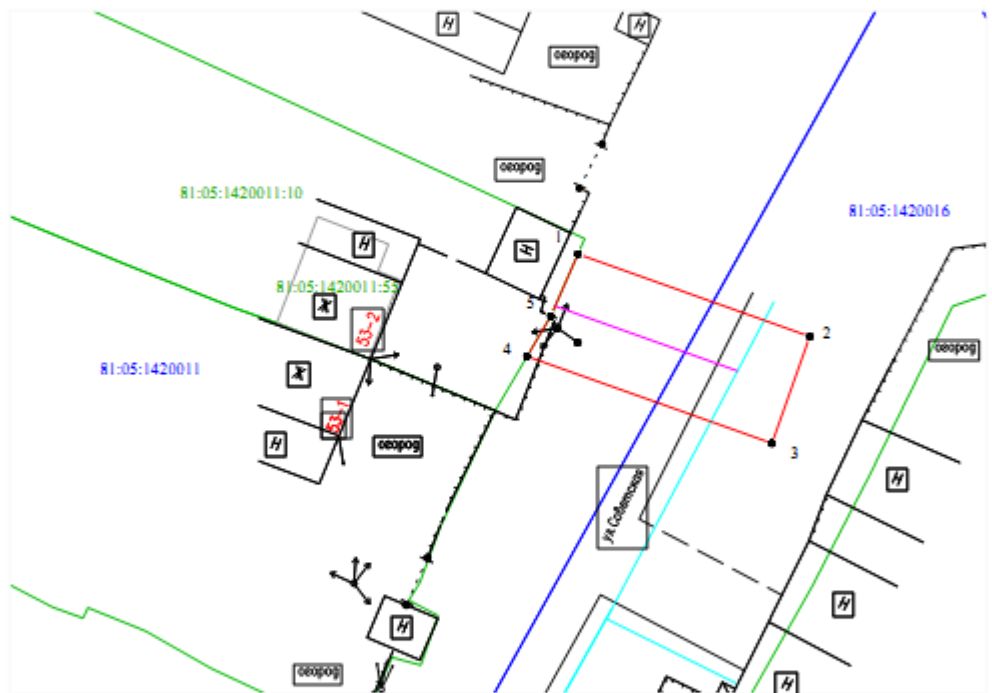 Н
Н
огород
огород
81:05:1420011:10
81:05:1420016
Н
1
Н
81:05:1420011:55
Ж
53-2
5
2
4
огород
81:05:1420011
Ж
53-1
Н
огород
3
Н
ул Советская
Н
Н
огород
Н